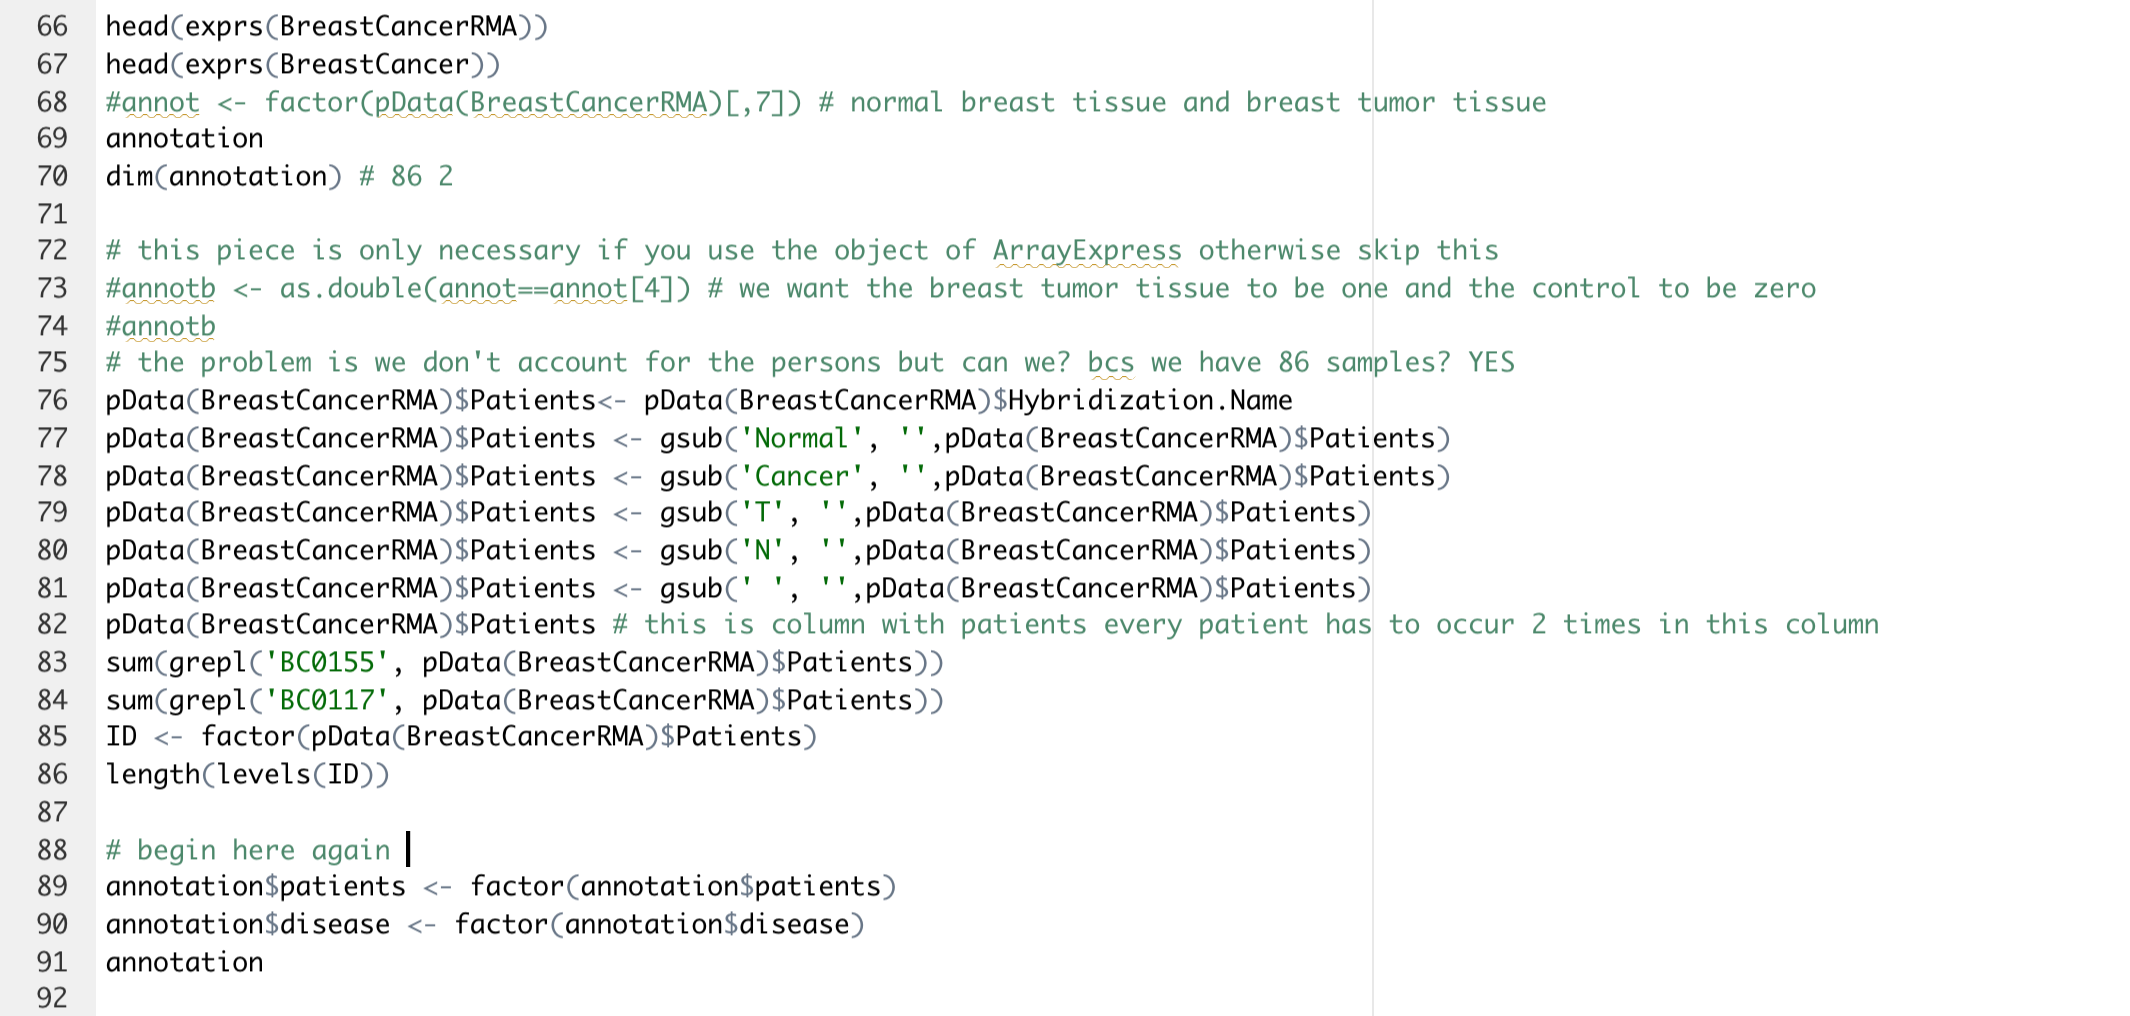 66 head(exprs(BreastCancerRMA))
67 head(exprs(BreastCancer))
68 #annot <- factor(pData(BreastCancerRMA)[,7]) # normal breast tissue and breast tumor tissue
69 annotation
70 dim(annotation) # 86 2
71
72 # this piece is only necessary if you use the object of ArrayExpress otherwise skip this
73 #annotb <- as.double(annot==annot[4]) # we want the breast tumor tissue to be one and the control to be zero
74 #annotb
75 # the problem is we don't account for the persons but can we? bcs we have 86 samples? YES
76 pData(BreastCancerRMA)$Patients<- pData(BreastCancerRMA)$Hybridization.Name
77 pData(BreastCancerRMA)$Patients <- gsub('Normal', '',pData(BreastCancerRMA)$Patients)
78 pData(BreastCancerRMA)$Patients <- gsub('Cancer', '',pData(BreastCancerRMA)$Patients)
79 pData(BreastCancerRMA)$Patients <- gsub('T', '',pData(BreastCancerRMA)$Patients)
80 pData(BreastCancerRMA)$Patients <- gsub('N', '',pData(BreastCancerRMA)$Patients)
81 pData(BreastCancerRMA)$Patients <- gsub(' ', '',pData(BreastCancerRMA)$Patients)
82 pData(BreastCancerRMA)$Patients # this is column with patients every patient has to occur 2 times in this column
83 sum(grepl('BC0155', pData(BreastCancerRMA)$Patients))
84 sum(grepl('BC0117', pData(BreastCancerRMA)$Patients))
85 ID <- factor(pData(BreastCancerRMA)$Patients)
86 length(levels(ID))
87
88 # begin here again
89 annotation$patients <- factor(annotation$patients)
90 annotation$disease <- factor(annotation$disease)
91 annotation
92